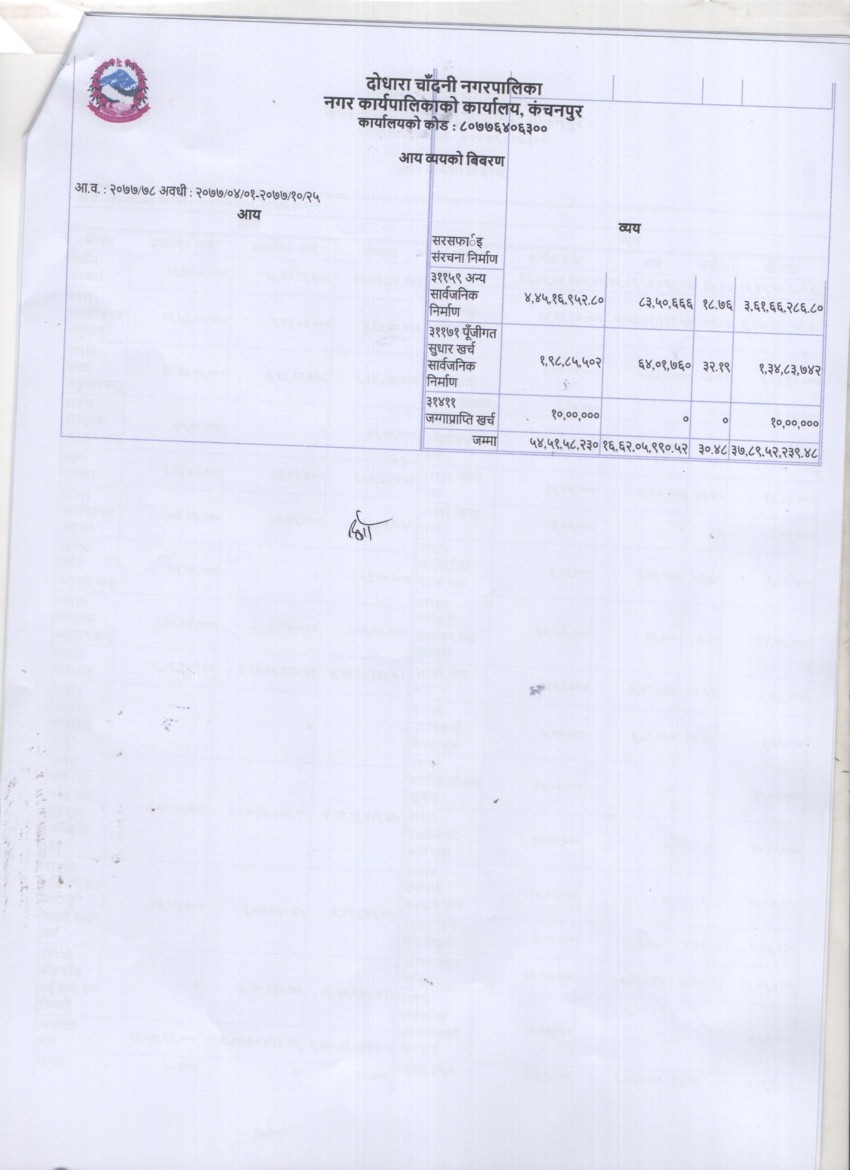 दोधारा चाँदनी नगरपालिका
नगर कार्यपालिकाको कार्यालय, कंचनपुर
कार्यालयको कोड : ८०७७६४०६३००
आय व्ययको बिबरण
आ.व. : २०७७/७८ अवधी : २०७७/०४/०१-२०७७/१०/२५
आय
व्यय
सरसफार्इ
संरचना निर्माण
३११५९ अन्य
सार्वजनिक
निर्माण
४,४५,१६,९५२.८० ८३,५०,६६६ १८.७६ ३,६१,६६,२८६.८०
३११७१ पूँजीगत
सुधार खर्च
सार्वजनिक
निर्माण
१,९८,८५,५०२ ६४,०१,७६० ३२.१९ १,३४,८३,७४२
३१४११
जग्गाप्राप्ति खर्च
१०,००,००० ० ० १०,००,०००
जम्मा ५४,५१,५८,२३० १६,६२,०५,९९०.५२ ३०.४८ ३७,८९,५२,२३९.४८